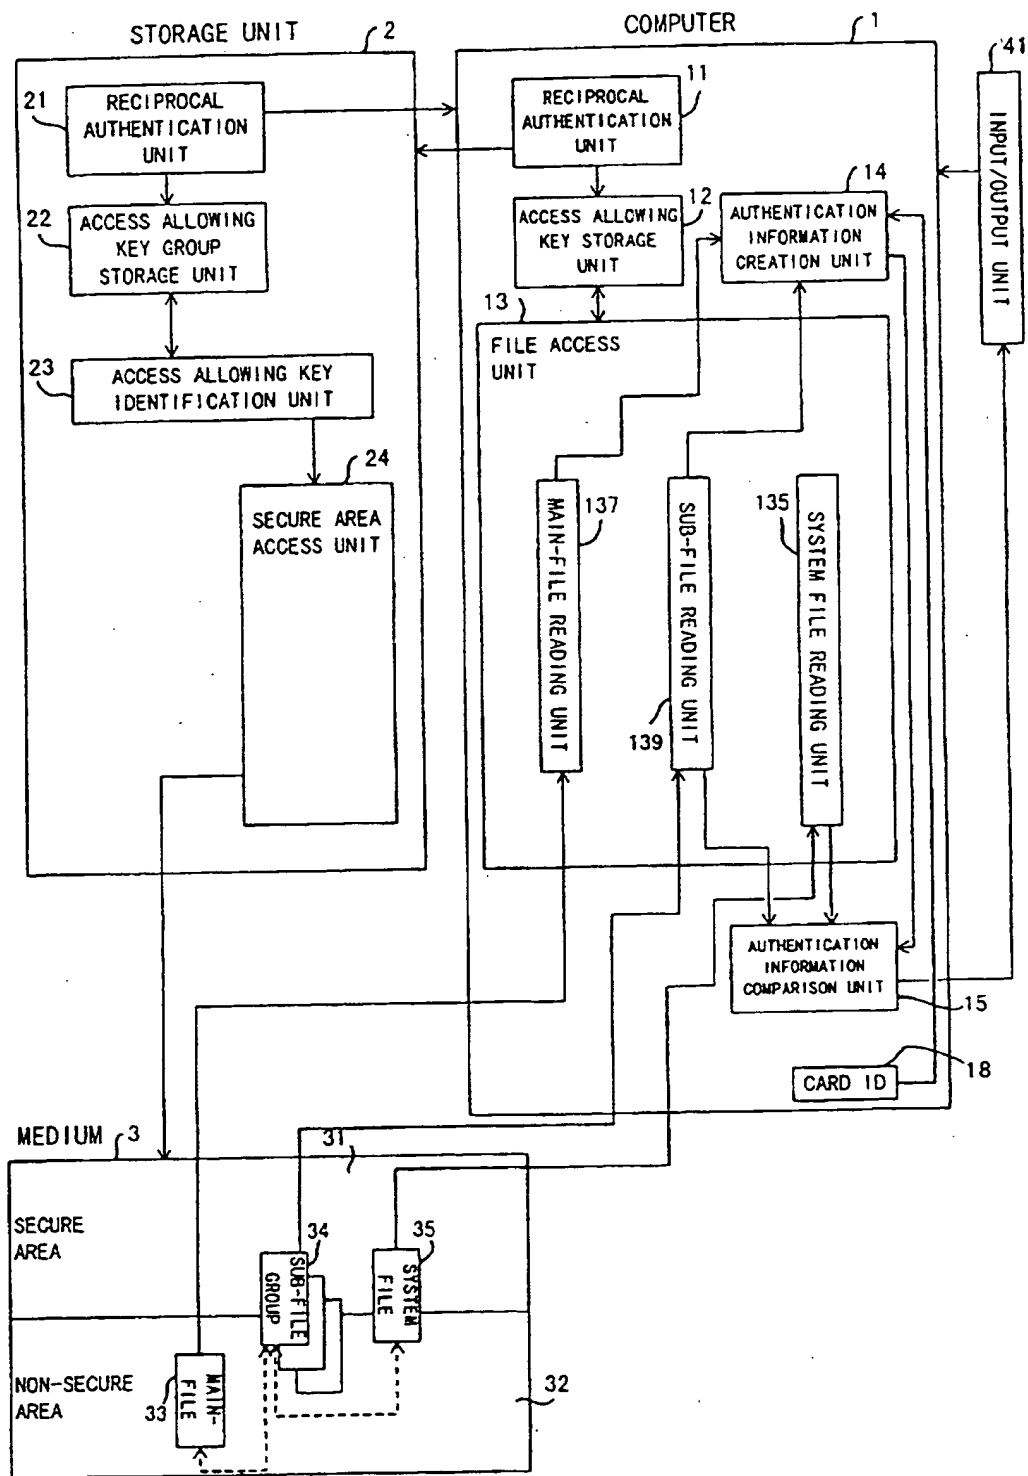 STORAGE UNIT
2
21
RECIPROCAL
AUTHENTICATION
UNIT
22
ACCESS ALLOWING
KEY GROUP
STORAGE UNIT
23
ACCESS ALLOWING KEY
IDENTIFICATION UNIT
24
SECURE AREA
ACCESS UNIT
COMPUTER
1
11
RECIPROCAL
AUTHENTICATION
UNIT
12
ACCESS ALLOWING
KEY STORAGE
UNIT
14
AUTHENTICATION
INFORMATION
CREATION UNIT
41
INPUT/OUTPUT UNIT
13
FILE ACCESS
UNIT
MAIN-FILE READING UNIT
137
SUB-FILE READING UNIT
139
135
SYSTEM FILE READING UNIT
AUTHENTICATION
INFORMATION
COMPARISON UNIT
15
CARD ID
18
MEDIUM
3
31
SECURE
AREA
34
SUB-FILE
GROUP
35
SYSTEM
FILE
NON-SECURE
AREA
33
MAIN-
FILE
32